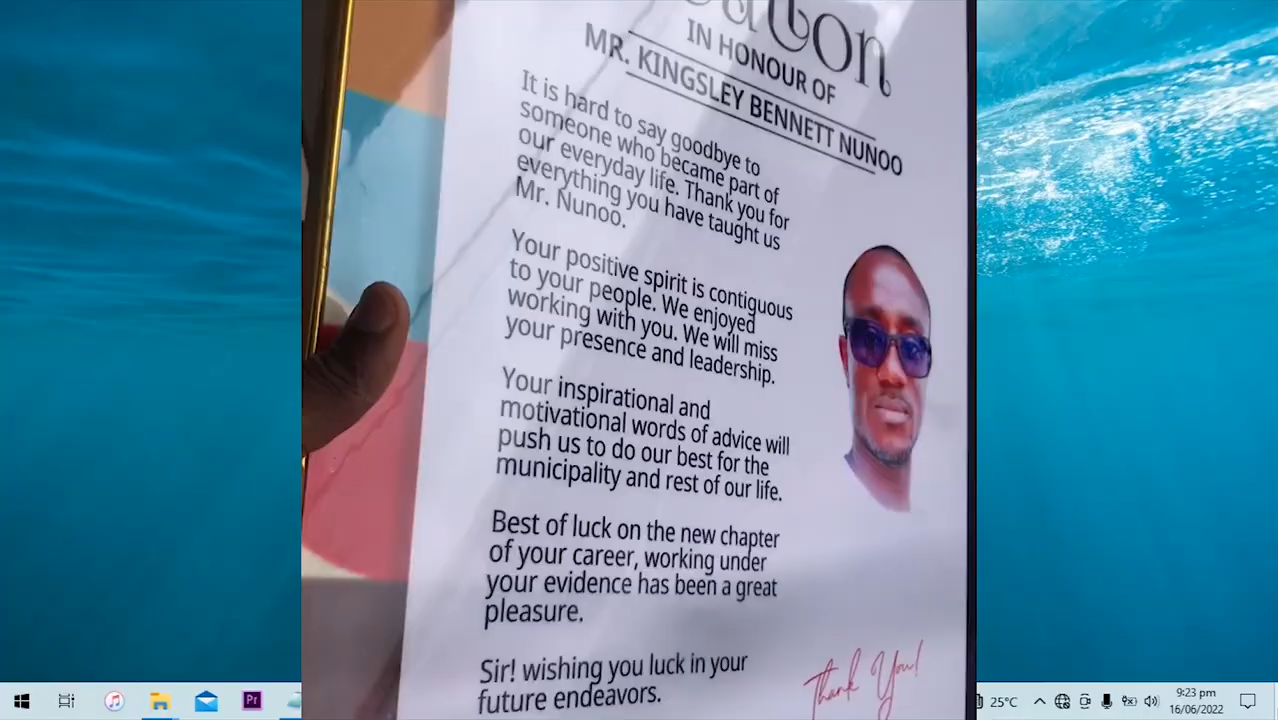 IN HONOUR OF
MR. KINGSLEY BENNETT NUNOO
It is hard to say goodbye to
someone who became part of
our everyday life. Thank you for
everything you have taught us
Mr. Nunoo.
Your positive spirit is contiguous
to your people. We enjoyed
working with you. We will miss
your presence and leadership.
Your inspirational and
motivational words of advice will
push us to do our best for the
municipality and rest of our life.
Best of luck on the new chapter
of your career, working under
your evidence has been a great
pleasure.
Sir! wishing you luck in your
future endeavors.
Thank You!
Pr
25°C
9:23 pm
16/06/2022